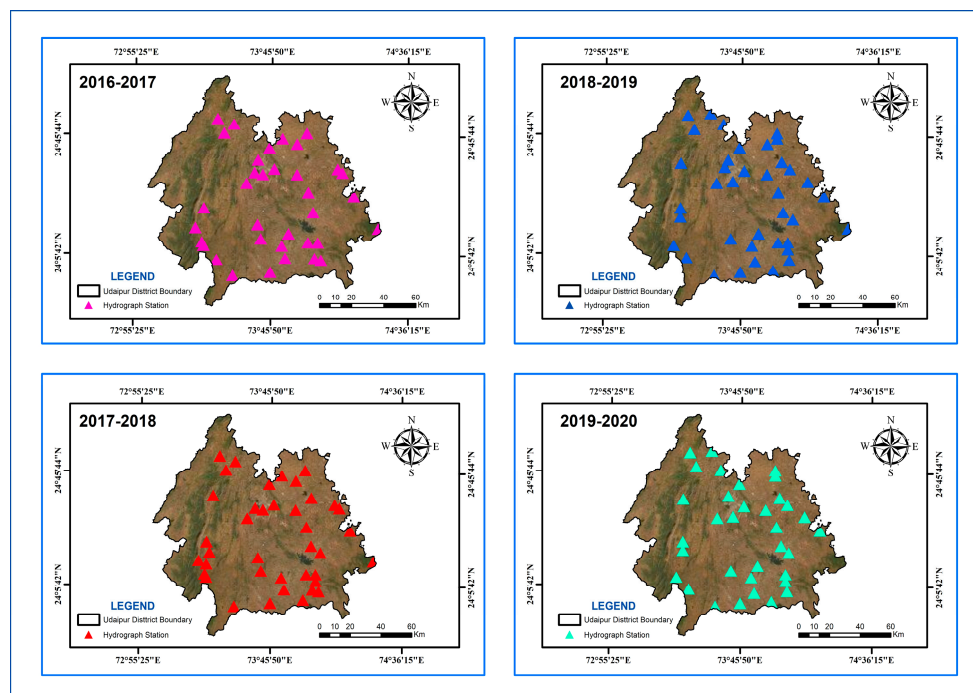 72°55'25"E 73°45'50"E 74°36'15"E
2016-2017
N
W E
S
24°45'44"N 24°45'44"N
24°5'42"N 24°5'42"N
LEGEND
Udaipur Disttrict Boundary
Hydrograph Station
0 10 20 40 60
Km
72°55'25"E 73°45'50"E 74°36'15"E
72°55'25"E 73°45'50"E 74°36'15"E
2018-2019
N
W E
S
24°45'44"N 24°45'44"N
24°5'42"N 24°5'42"N
LEGEND
Udaipur Disttrict Boundary
Hydrograph Station
0 10 20 40 60
Km
72°55'25"E 73°45'50"E 74°36'15"E
72°55'25"E 73°45'50"E 74°36'15"E
2017-2018
N
W E
S
24°45'44"N 24°45'44"N
24°5'42"N 24°5'42"N
LEGEND
Udaipur Disttrict Boundary
Hydrograph Station
0 10 20 40 60
Km
72°55'25"E 73°45'50"E 74°36'15"E
72°55'25"E 73°45'50"E 74°36'15"E
2019-2020
N
W E
S
24°45'44"N 24°45'44"N
24°5'42"N 24°5'42"N
LEGEND
Udaipur Disttrict Boundary
Hydrograph Station
0 10 20 40 60
Km
72°55'25"E 73°45'50"E 74°36'15"E